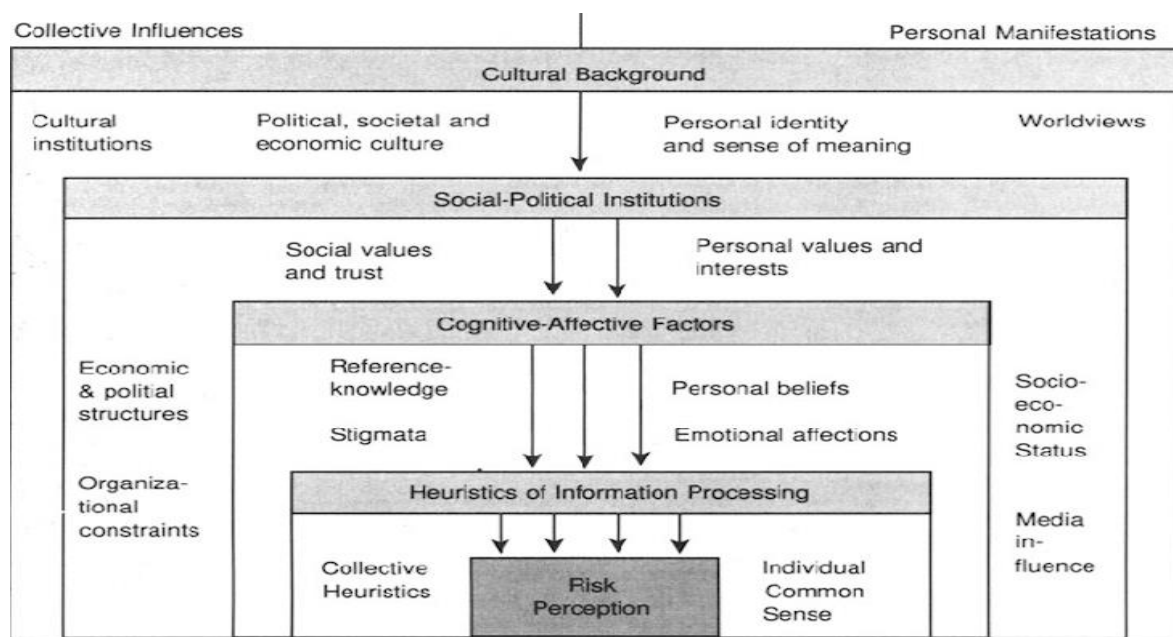 Collective Influences
Personal Manifestations
Cultural Background
Cultural
institutions
Political, societal and
economic culture
Personal identity
and sense of meaning
Worldviews
Social-Political Institutions
Social values
and trust
Personal values and
interests
Cognitive-Affective Factors
Economic
& politial
structures
Reference-
knowledge
Personal beliefs
Socio-
eco-
nomic
Status
Stigmata
Emotional affections
Organiza-
tional
constraints
Heuristics of Information Processing
Media
in-
fluence
Collective
Heuristics
Risk
Perception
Individual
Common
Sense